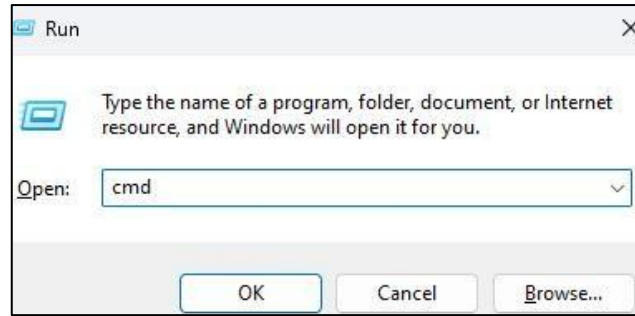 Run
Type the name of a program, folder, document, or Internet
resource, and Windows will open it for you.
Open: cmd
OK Cancel Browse...